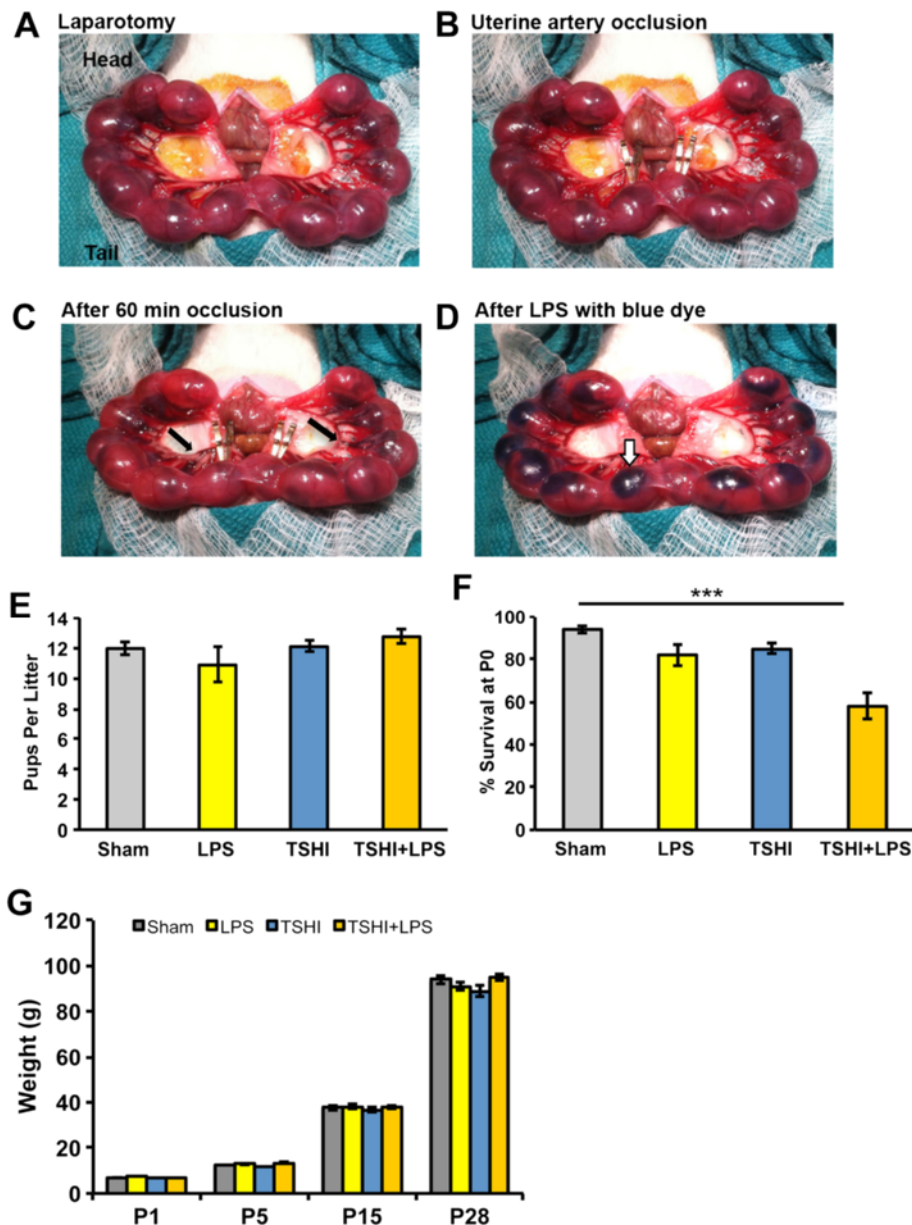 A Laparotomy
Head
Tail
B Uterine artery occlusion
C After 60 min occlusion
D After LPS with blue dye
E
Pups Per Litter
14
12
10
8
6
4
2
0
Sham LPS TSHI TSHI+LPS
F
***
% Survival at P0
100
80
60
40
20
0
Sham LPS TSHI TSHI+LPS
G
Sham LPS TSHI TSHI+LPS
Weight (g)
120
100
80
60
40
20
0
P1 P5 P15 P28